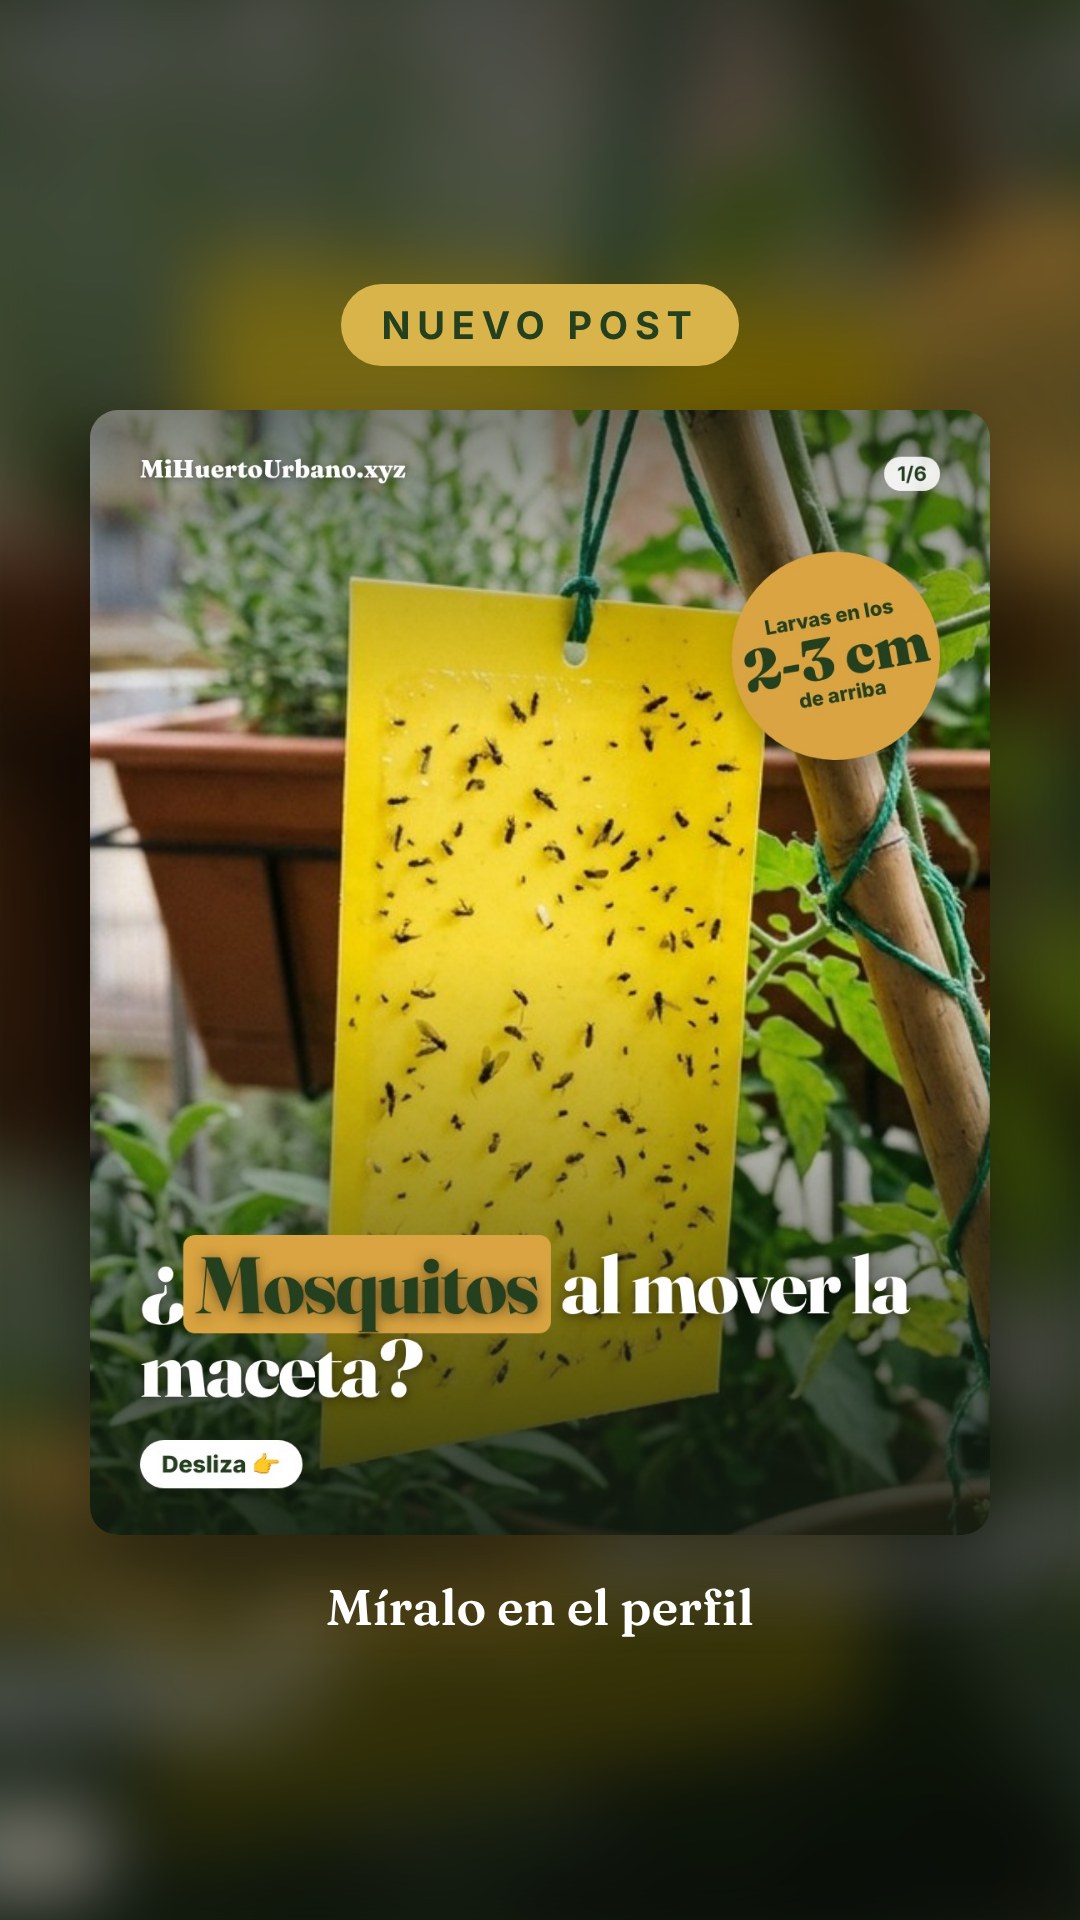 NUEVO POST
MiHuertoUrbano.xyz
1/6
Larvas en los
2-3 cm
de arriba
¿Mosquitos al mover la
maceta?
Desliza 👉
Míralo en el perfil